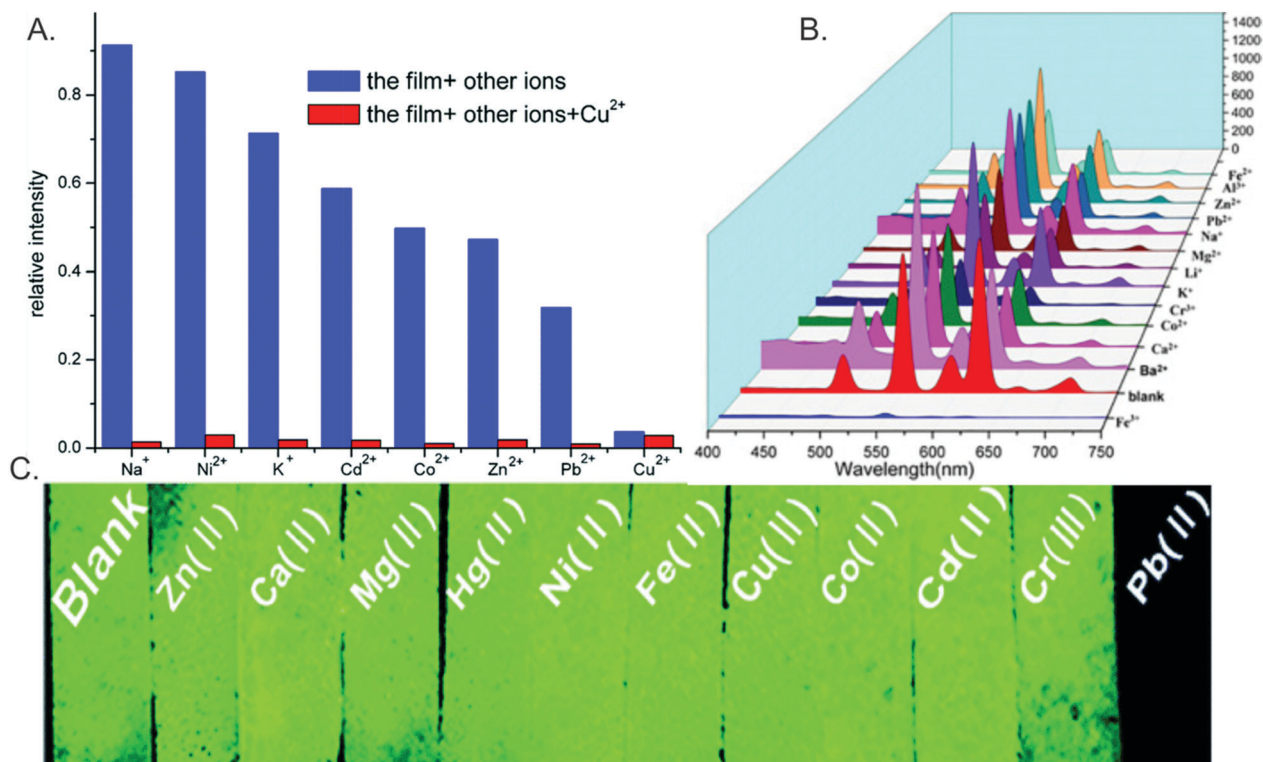 A.
relative intensity
0.8
0.6
0.4
0.2
0.0
the film+ other ions
the film+ other ions+Cu²⁺
Na⁺ Ni²⁺ K⁺ Cd²⁺ Co²⁺ Zn²⁺ Pb²⁺ Cu²⁺
B.
1400
1200
1000
800
600
400
200
0
Fe²⁺
Al³⁺
Zn²⁺
Pb²⁺
Na⁺
Mg²⁺
Li⁺
K⁺
Cr³⁺
Co²⁺
Ca²⁺
Ba²⁺
blank
Fe³⁺
400 450 500 550 600 650 700 750
Wavelength(nm)
C.
Blank
Zn(II)
Ca(II)
Mg(II)
Hg(II)
Ni(II)
Fe(II)
Cu(II)
Co(II)
Cd(II)
Cr(III)
Pb(II)